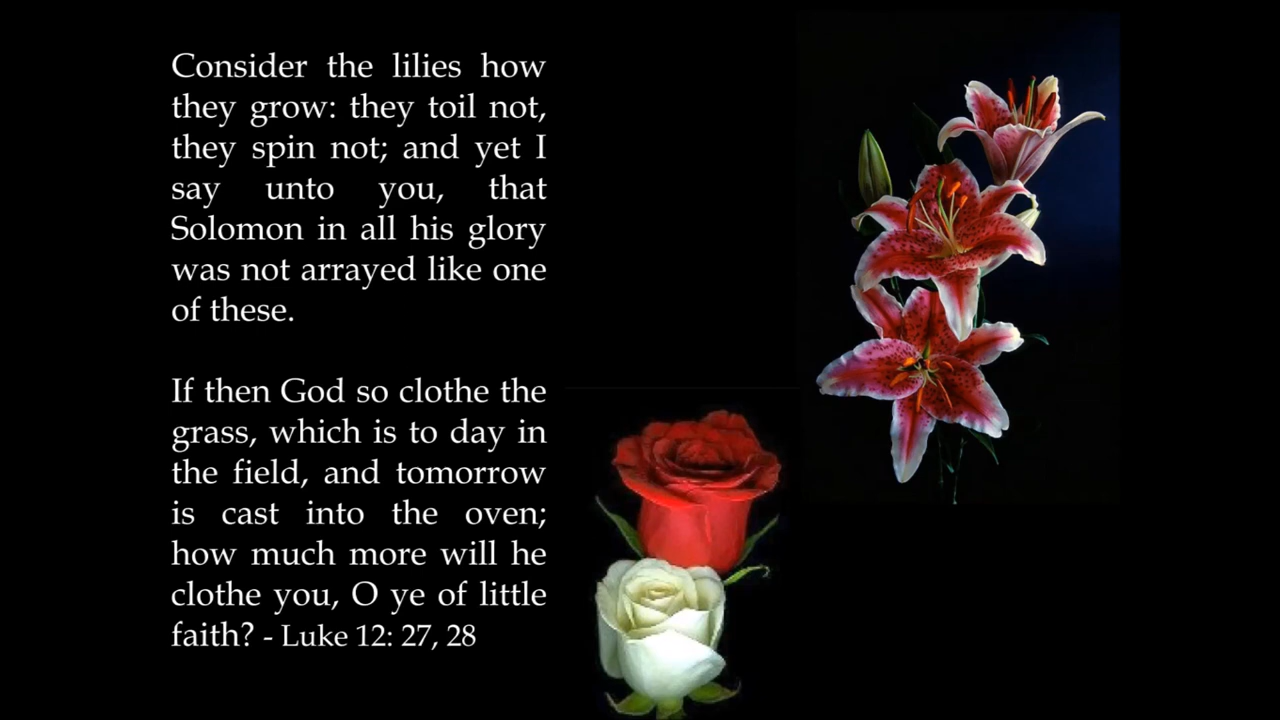 Consider the lilies how
they grow: they toil not,
they spin not; and yet I
say unto you, that
Solomon in all his glory
was not arrayed like one
of these.
If then God so clothe the
grass, which is to day in
the field, and tomorrow
is cast into the oven;
how much more will he
clothe you, O ye of little
faith? - Luke 12: 27, 28